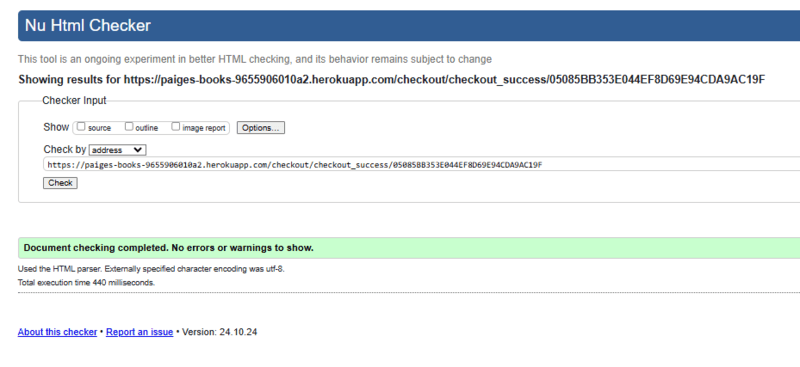 Nu Html Checker
This tool is an ongoing experiment in better HTML checking, and its behavior remains subject to change
Showing results for https://paiges-books-9655906010a2.herokuapp.com/checkout/checkout_success/05085BB353E044EF8D69E94CDA9AC19F
Checker Input
Show source outline image report Options...
Check by address
https://paiges-books-9655906010a2.herokuapp.com/checkout/checkout_success/05085BB353E044EF8D69E94CDA9AC19F
Check
Document checking completed. No errors or warnings to show.
Used the HTML parser. Externally specified character encoding was utf-8.
Total execution time 440 milliseconds.
About this checker • Report an issue • Version: 24.10.24